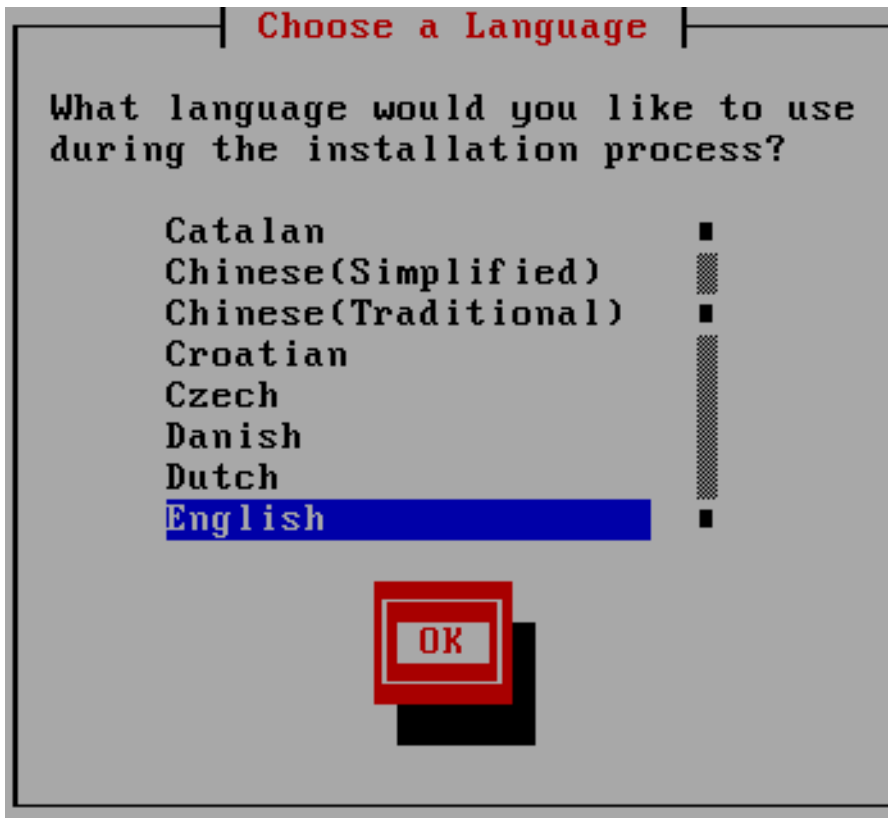 Choose a Language
What language would you like to use
during the installation process?
Catalan
Chinese(Simplified)
Chinese(Traditional)
Croatian
Czech
Danish
Dutch
English
OK